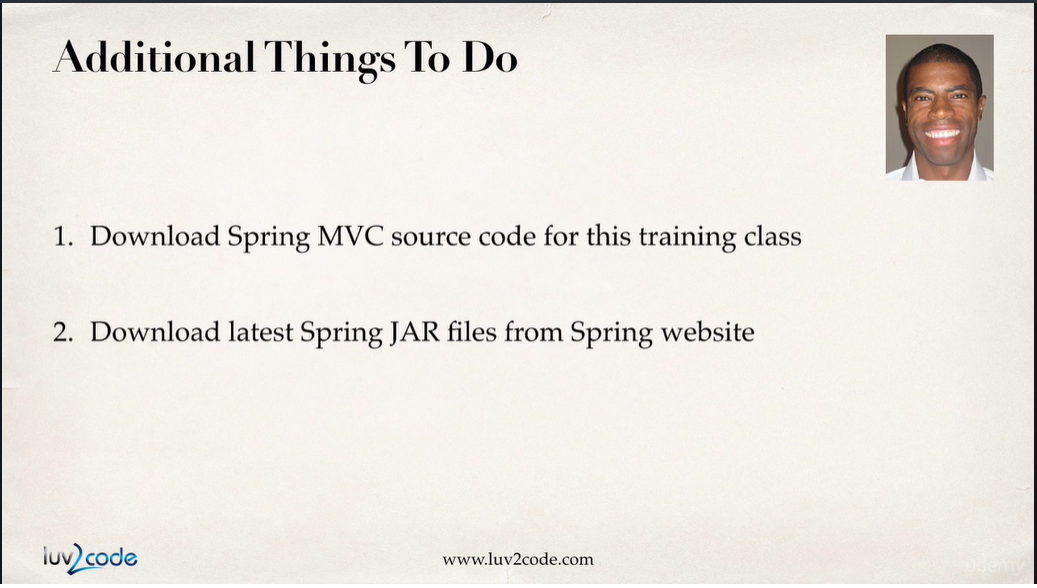 Additional Things To Do
1. Download Spring MVC source code for this training class
2. Download latest Spring JAR files from Spring website
luv2code
www.luv2code.com